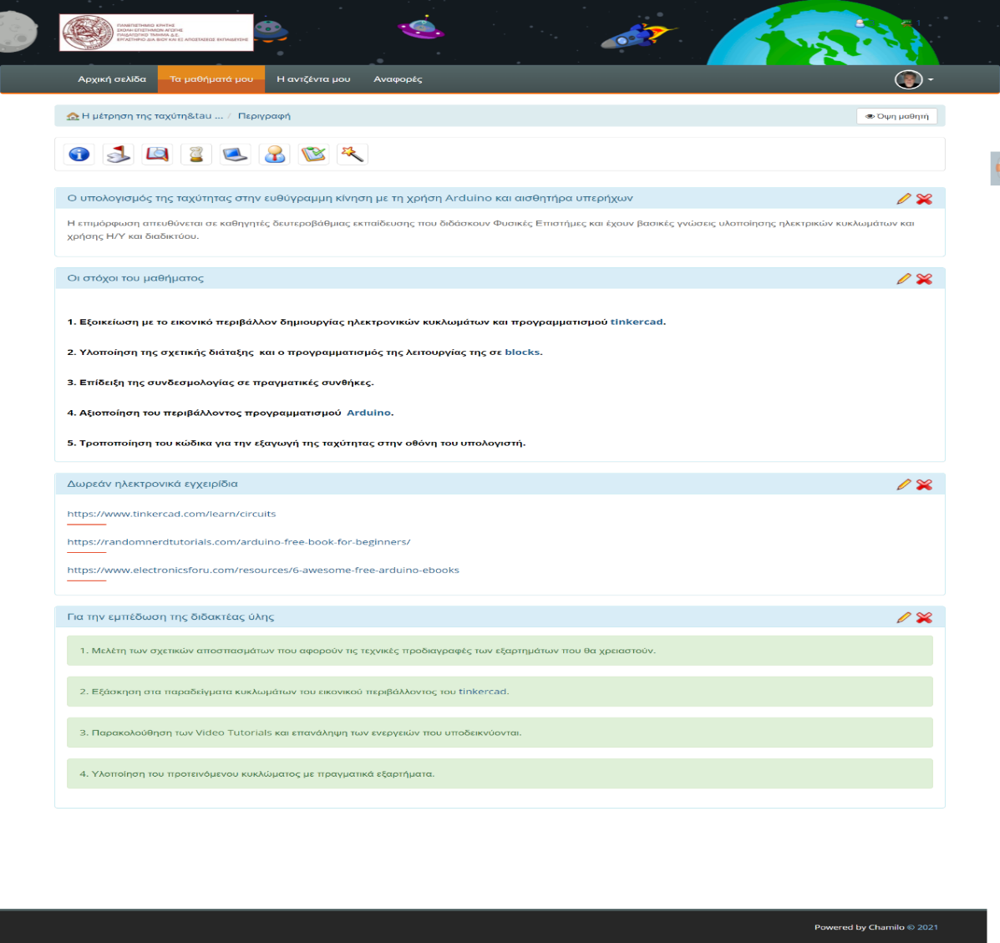 ΠΑΝΕΠΙΣΤΗΜΙΟ ΚΡΗΤΗΣ
ΣΧΟΛΗ ΕΠΙΣΤΗΜΩΝ ΑΓΩΓΗΣ
ΠΑΙΔΑΓΩΓΙΚΟ ΤΜΗΜΑ Δ.Ε.
ΕΡΓΑΣΤΗΡΙΟ ΔΙΑ ΒΙΟΥ ΚΑΙ ΕΞ ΑΠΟΣΤΑΣΕΩΣ ΕΚΠΑΙΔΕΥΣΗΣ
Αρχική σελίδα Τα μαθήματά μου Η αντζέντα μου Αναφορές
Η μέτρηση της ταχύτη&tau ... / Περιγραφή Όψη μαθητή
Ο υπολογισμός της ταχύτητας στην ευθύγραμμη κίνηση με τη χρήση Arduino και αισθητήρα υπερήχων
Η επιμόρφωση απευθύνεται σε καθηγητές δευτεροβάθμιας εκπαίδευσης που διδάσκουν Φυσικές Επιστήμες και έχουν βασικές γνώσεις υλοποίησης ηλεκτρικών κυκλωμάτων και
χρήσης Η/Υ και διαδικτύου.
Οι στόχοι του μαθήματος
1. Εξοικείωση με το εικονικό περιβάλλον δημιουργίας ηλεκτρονικών κυκλωμάτων και προγραμματισμού tinkercad.
2. Υλοποίηση της σχετικής διάταξης και ο προγραμματισμός της λειτουργίας της σε blocks.
3. Επίδειξη της συνδεσμολογίας σε πραγματικές συνθήκες.
4. Αξιοποίηση του περιβάλλοντος προγραμματισμού Arduino.
5. Τροποποίηση του κώδικα για την εξαγωγή της ταχύτητας στην οθόνη του υπολογιστή.
Δωρεάν ηλεκτρονικά εγχειρίδια
https://www.tinkercad.com/learn/circuits
https://randomnerdtutorials.com/arduino-free-book-for-beginners/
https://www.electronicsforu.com/resources/6-awesome-free-arduino-ebooks
Για την εμπέδωση της διδακτέας ύλης
1. Μελέτη των σχετικών αποσπασμάτων που αφορούν τις τεχνικές προδιαγραφές των εξαρτημάτων που θα χρειαστούν.
2. Εξάσκηση στα παραδείγματα κυκλωμάτων του εικονικού περιβάλλοντος του tinkercad.
3. Παρακολούθηση των Video Tutorials και επανάληψη των ενεργειών που υποδεικνύονται.
4. Υλοποίηση του προτεινόμενου κυκλώματος με πραγματικά εξαρτήματα.
Powered by Chamilo © 2021